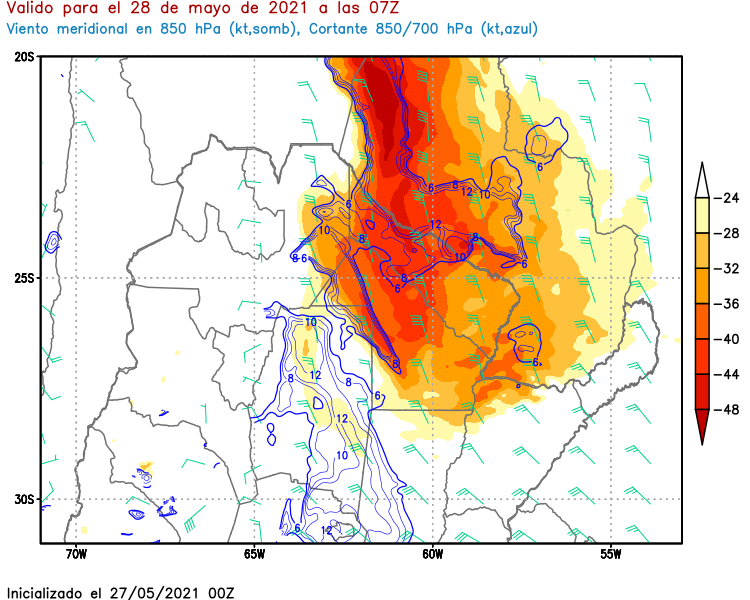 Valido para el 28 de mayo de 2021 a las 07Z
Viento meridional en 850 hPa (kt,somb), Cortante 850/700 hPa (kt,azul)
20S
25S
30S
70W 65W 60W 55W
6 8 12 10
6
6
10 12 8 8
8 6 10 6
8
6
10
6
8
12 8
8 6
12
10
6 12
-24
-28
-32
-36
-40
-44
-48
Inicializado el 27/05/2021 00Z